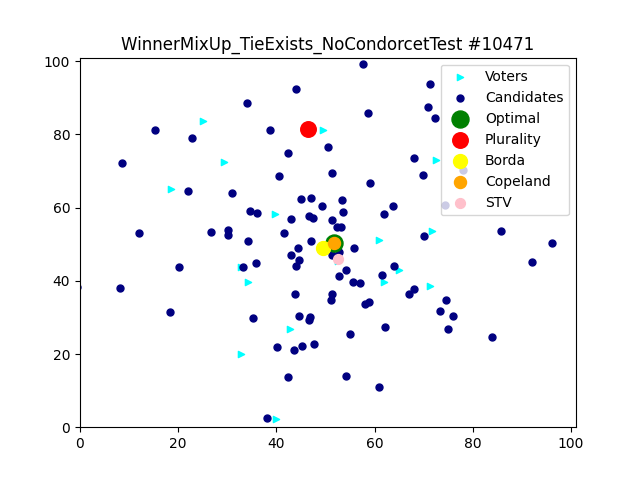 WinnerMixUp_TieExists_NoCondorcetTest #10471
Voters
Candidates
Optimal
Plurality
Borda
Copeland
STV
100
80
60
40
20
0
0 20 40 60 80 100